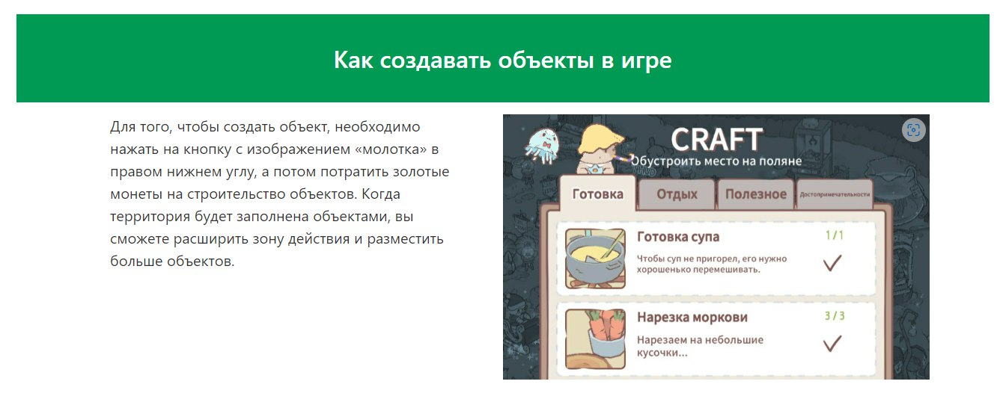 Как создавать объекты в игре
Для того, чтобы создать объект, необходимо
нажать на кнопку с изображением «молотка» в
правом нижнем углу, а потом потратить золотые
монеты на строительство объектов. Когда
территория будет заполнена объектами, вы
сможете расширить зону действия и разместить
больше объектов.
CRAFT
Обустроить место на поляне
Готовка
Отдых
Полезное
Достопримечательности
Готовка супа
1/1
Чтобы суп не пригорел, его нужно
хорошенько перемешивать.
Нарезка моркови
3/3
Нарезаем на небольшие
кусочки...